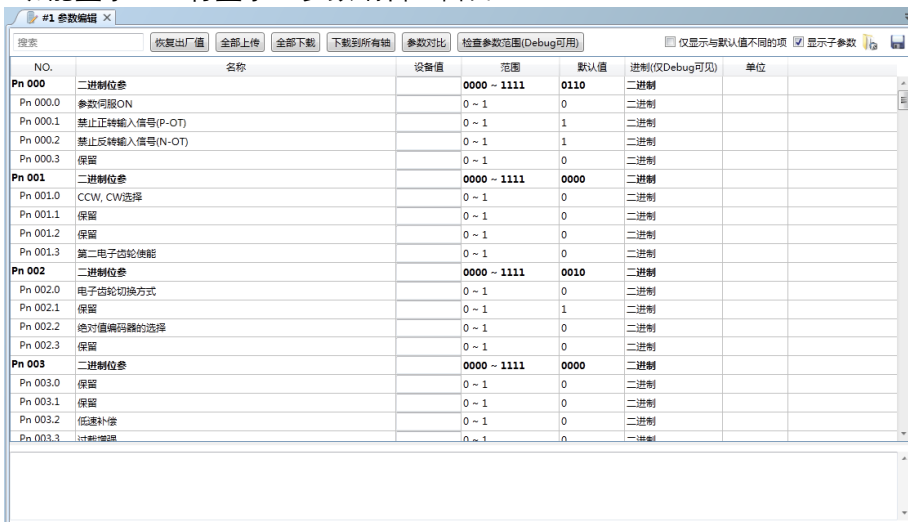 #1 参数编辑 ×
搜索 恢复出厂值 全部上传 全部下载 下载到所有轴 参数对比 检查参数范围(Debug可用) 仅显示与默认值不同的项 显示子参数
NO. 名称 设备值 范围 默认值 进制(仅Debug可见) 单位
Pn 000 二进制位参 0000 ~ 1111 0110 二进制
Pn 000.0 参数伺服ON 0 ~ 1 0 二进制
Pn 000.1 禁止正转输入信号(P-OT) 0 ~ 1 1 二进制
Pn 000.2 禁止反转输入信号(N-OT) 0 ~ 1 1 二进制
Pn 000.3 保留 0 ~ 1 0 二进制
Pn 001 二进制位参 0000 ~ 1111 0000 二进制
Pn 001.0 CCW, CW选择 0 ~ 1 0 二进制
Pn 001.1 保留 0 ~ 1 0 二进制
Pn 001.2 保留 0 ~ 1 0 二进制
Pn 001.3 第二电子齿轮使能 0 ~ 1 0 二进制
Pn 002 二进制位参 0000 ~ 1111 0010 二进制
Pn 002.0 电子齿轮切换方式 0 ~ 1 0 二进制
Pn 002.1 保留 0 ~ 1 1 二进制
Pn 002.2 绝对值编码器的选择 0 ~ 1 0 二进制
Pn 002.3 保留 0 ~ 1 0 二进制
Pn 003 二进制位参 0000 ~ 1111 0000 二进制
Pn 003.0 保留 0 ~ 1 0 二进制
Pn 003.1 保留 0 ~ 1 0 二进制
Pn 003.2 低速补偿 0 ~ 1 0 二进制
Pn 003.3 过载增强 0 ~ 1 0 二进制